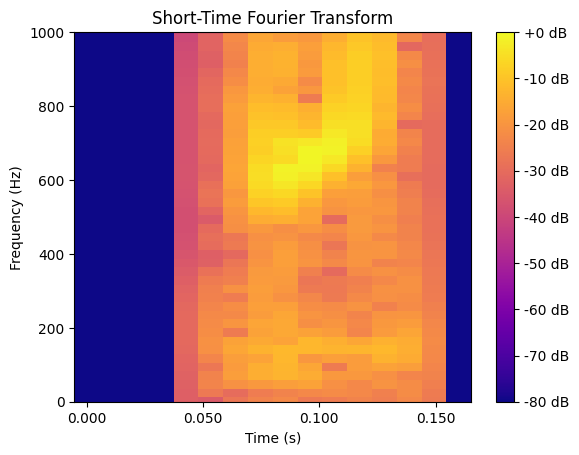 Short-Time Fourier Transform
1000
800
600
400
200
0
Frequency (Hz)
0.000
0.050
0.100
0.150
Time (s)
+0 dB
-10 dB
-20 dB
-30 dB
-40 dB
-50 dB
-60 dB
-70 dB
-80 dB